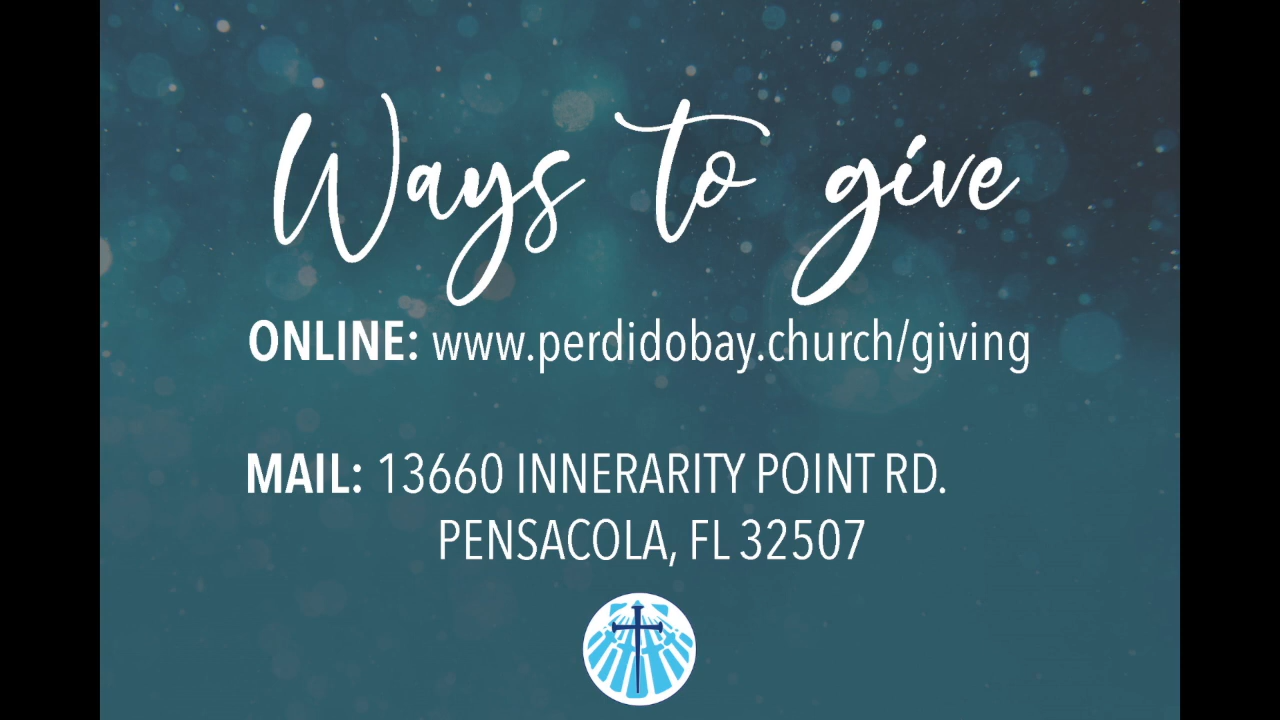 Ways to give
ONLINE: www.perdidobay.church/giving
MAIL: 13660 INNERARITY POINT RD.
PENSACOLA, FL 32507